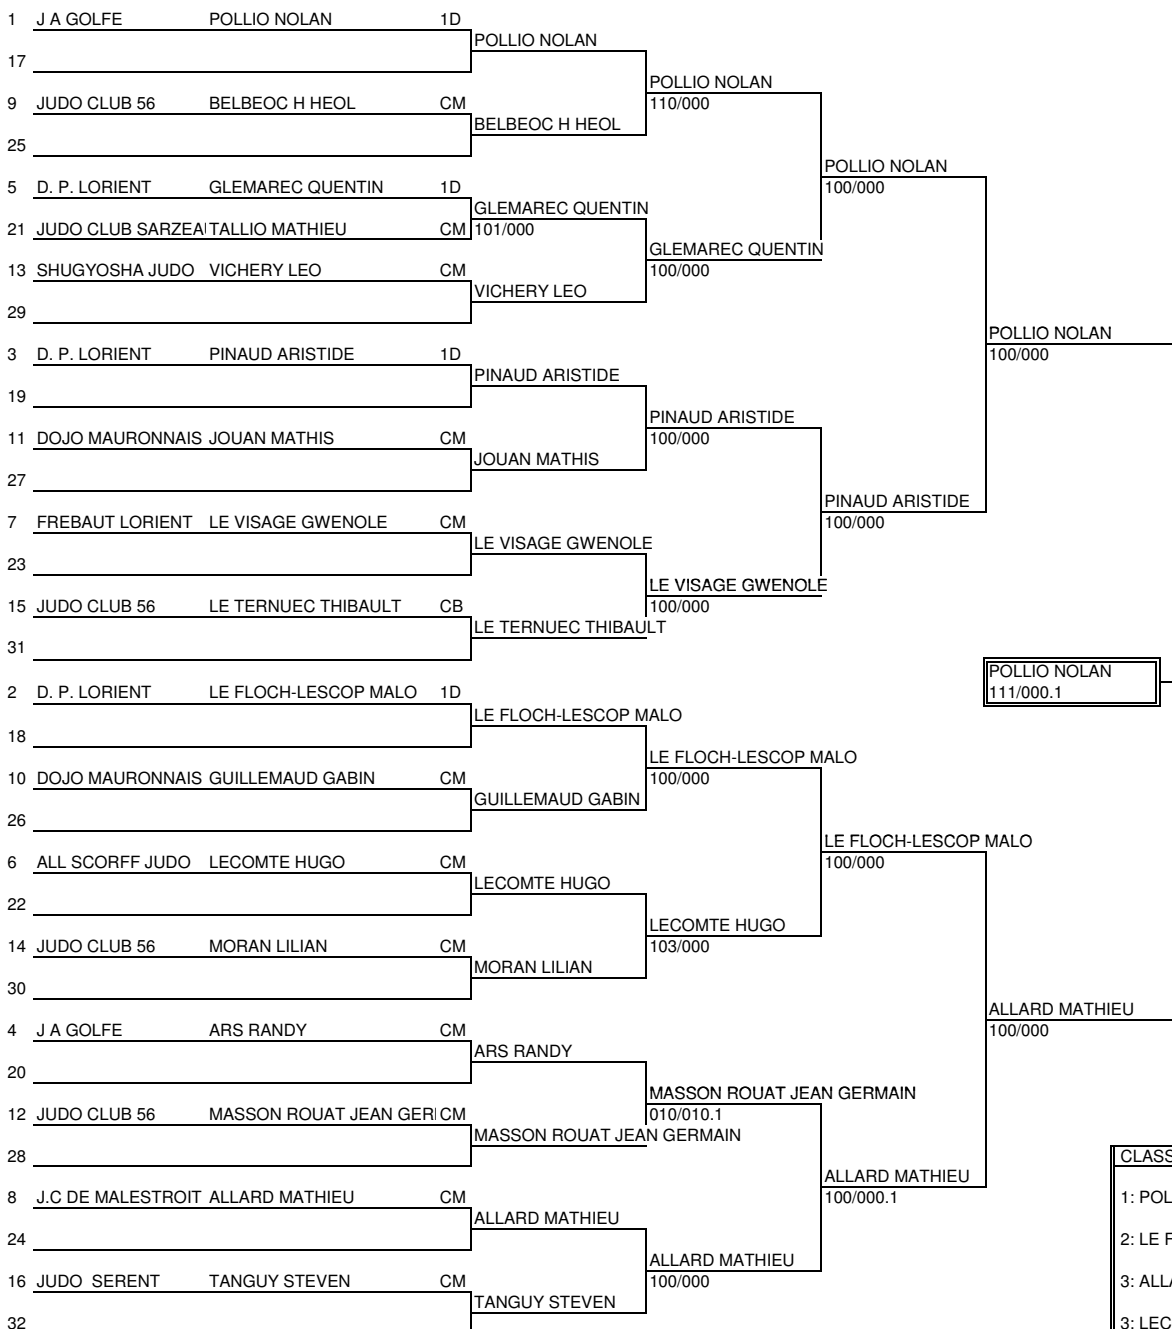 1 J A GOLFE POLLIO NOLAN 1D
POLLIO NOLAN
17
POLLIO NOLAN
110/000
9 JUDO CLUB 56 BELBEOC H HEOL CM
BELBEOC H HEOL
25
POLLIO NOLAN
100/000
5 D. P. LORIENT GLEMAREC QUENTIN 1D
GLEMAREC QUENTIN
101/000
21 JUDO CLUB SARZEAU TALLIO MATHIEU CM
GLEMAREC QUENTIN
100/000
13 SHUGYOSHA JUDO VICHERY LEO CM
VICHERY LEO
29
POLLIO NOLAN
100/000
3 D. P. LORIENT PINAUD ARISTIDE 1D
PINAUD ARISTIDE
19
PINAUD ARISTIDE
100/000
11 DOJO MAURONNAIS JOUAN MATHIS CM
JOUAN MATHIS
27
PINAUD ARISTIDE
100/000
7 FREBAUT LORIENT LE VISAGE GWENOLE CM
LE VISAGE GWENOLE
23
LE VISAGE GWENOLE
100/000
15 JUDO CLUB 56 LE TERNUEC THIBAULT CB
LE TERNUEC THIBAULT
31
POLLIO NOLAN
111/000.1
2 D. P. LORIENT LE FLOCH-LESCOP MALO 1D
LE FLOCH-LESCOP MALO
18
LE FLOCH-LESCOP MALO
100/000
10 DOJO MAURONNAIS GUILLEMAUD GABIN CM
GUILLEMAUD GABIN
26
LE FLOCH-LESCOP MALO
100/000
6 ALL SCORFF JUDO LECOMTE HUGO CM
LECOMTE HUGO
22
LECOMTE HUGO
103/000
14 JUDO CLUB 56 MORAN LILIAN CM
MORAN LILIAN
30
ALLARD MATHIEU
100/000
4 J A GOLFE ARS RANDY CM
ARS RANDY
20
MASSON ROUAT JEAN GERMAIN
010/010.1
12 JUDO CLUB 56 MASSON ROUAT JEAN GERI CM
MASSON ROUAT JEAN GERMAIN
28
ALLARD MATHIEU
100/000.1
8 J.C DE MALESTROIT ALLARD MATHIEU CM
ALLARD MATHIEU
24
ALLARD MATHIEU
100/000
16 JUDO SERENT TANGUY STEVEN CM
TANGUY STEVEN
32
CLASS
1: POL
2: LE F
3: ALLA
3: LEC